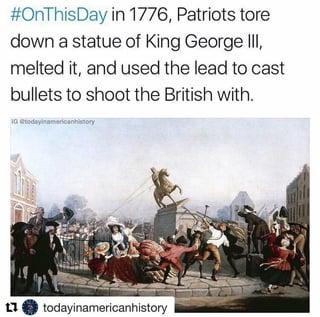 #OnThisDay in 1776, Patriots tore
down a statue of King George III,
melted it, and used the lead to cast
bullets to shoot the British with.
IG @todayinamericanhistory
todayinamericanhistory